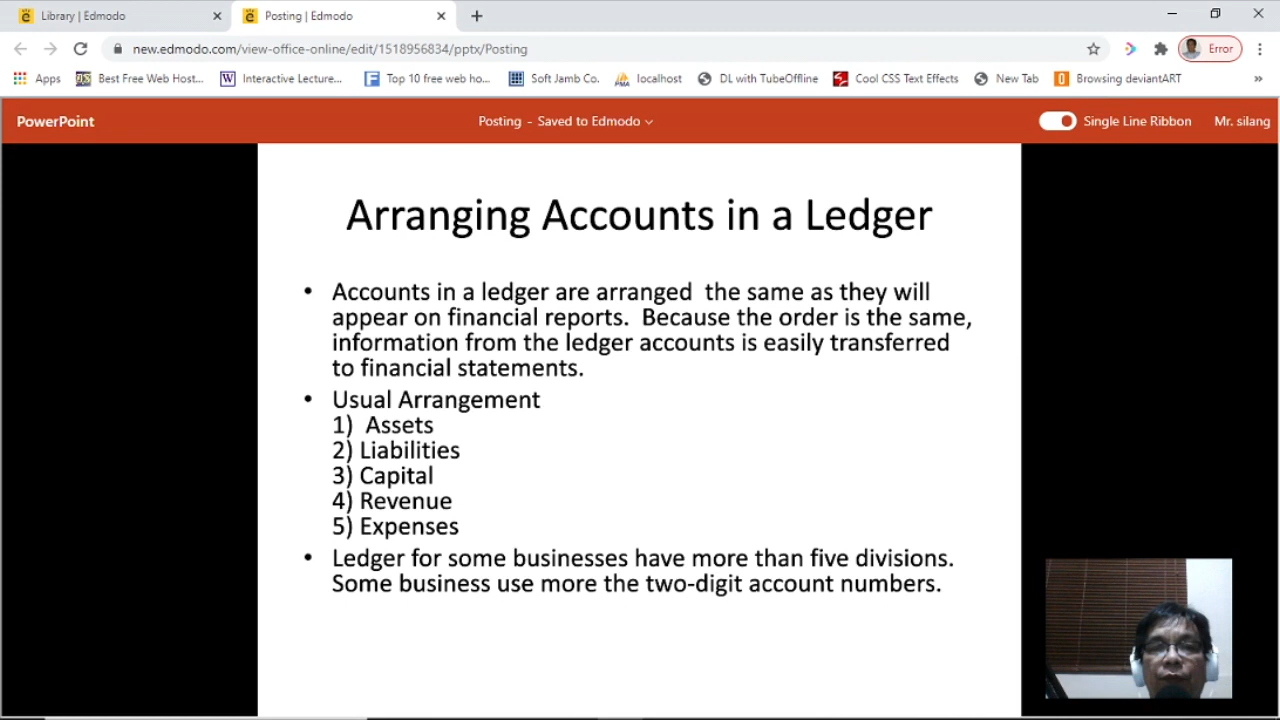 Library | Edmodo
Posting | Edmodo
new.edmodo.com/view-office-online/edit/1518956834/pptx/Posting
Error
Apps
Best Free Web Host...
W Interactive Lecture...
Top 10 free web ho...
Soft Jamb Co.
PMA localhost
DL with TubeOffline
Cool CSS Text Effects
New Tab
Browsing deviantART
»
PowerPoint
Posting - Saved to Edmodo
Single Line Ribbon
Mr. silang
Arranging Accounts in a Ledger
• Accounts in a ledger are arranged the same as they will
appear on financial reports. Because the order is the same,
information from the ledger accounts is easily transferred
to financial statements.
• Usual Arrangement
1) Assets
2) Liabilities
3) Capital
4) Revenue
5) Expenses
• Ledger for some businesses have more than five divisions.
Some business use more the two-digit account numbers.